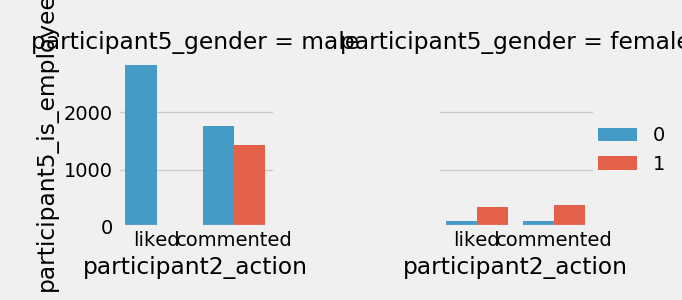 participant5_gender = male
participant5_gender = female
participant5_is_employee
2000
1000
0
liked
commented
liked
commented
participant2_action
participant2_action
0
1